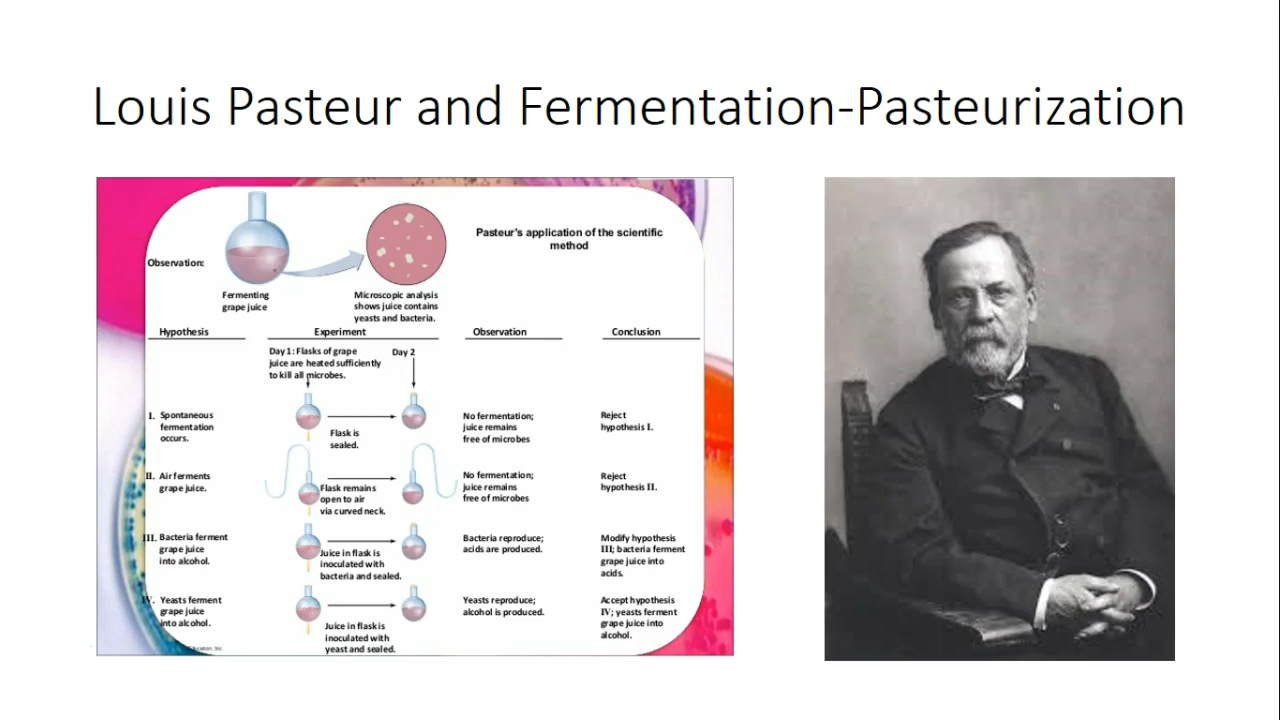 Louis Pasteur and Fermentation-Pasteurization
Pasteur's application of the scientific
method
Observation:
Fermenting
grape juice
Microscopic analysis
shows juice contains
yeasts and bacteria.
Hypothesis
Experiment
Observation
Conclusion
Day 1: Flasks of grape
juice are heated sufficiently
to kill all microbes.
Day 2
I. Spontaneous
fermentation
occurs.
Flask is
sealed.
No fermentation;
juice remains
free of microbes
Reject
hypothesis I.
II. Air ferments
grape juice.
Flask remains
open to air
via curved neck.
No fermentation;
juice remains
free of microbes
Reject
hypothesis II.
III. Bacteria ferment
grape juice
into alcohol.
Juice in flask is
inoculated with
bacteria and sealed.
Bacteria reproduce;
acids are produced.
Modify hypothesis
III; bacteria ferment
grape juice into
acids.
IV. Yeasts ferment
grape juice
into alcohol.
Juice in flask is
inoculated with
yeast and sealed.
Yeasts reproduce;
alcohol is produced.
Accept hypothesis
IV; yeasts ferment
grape juice into
alcohol.
Inc.